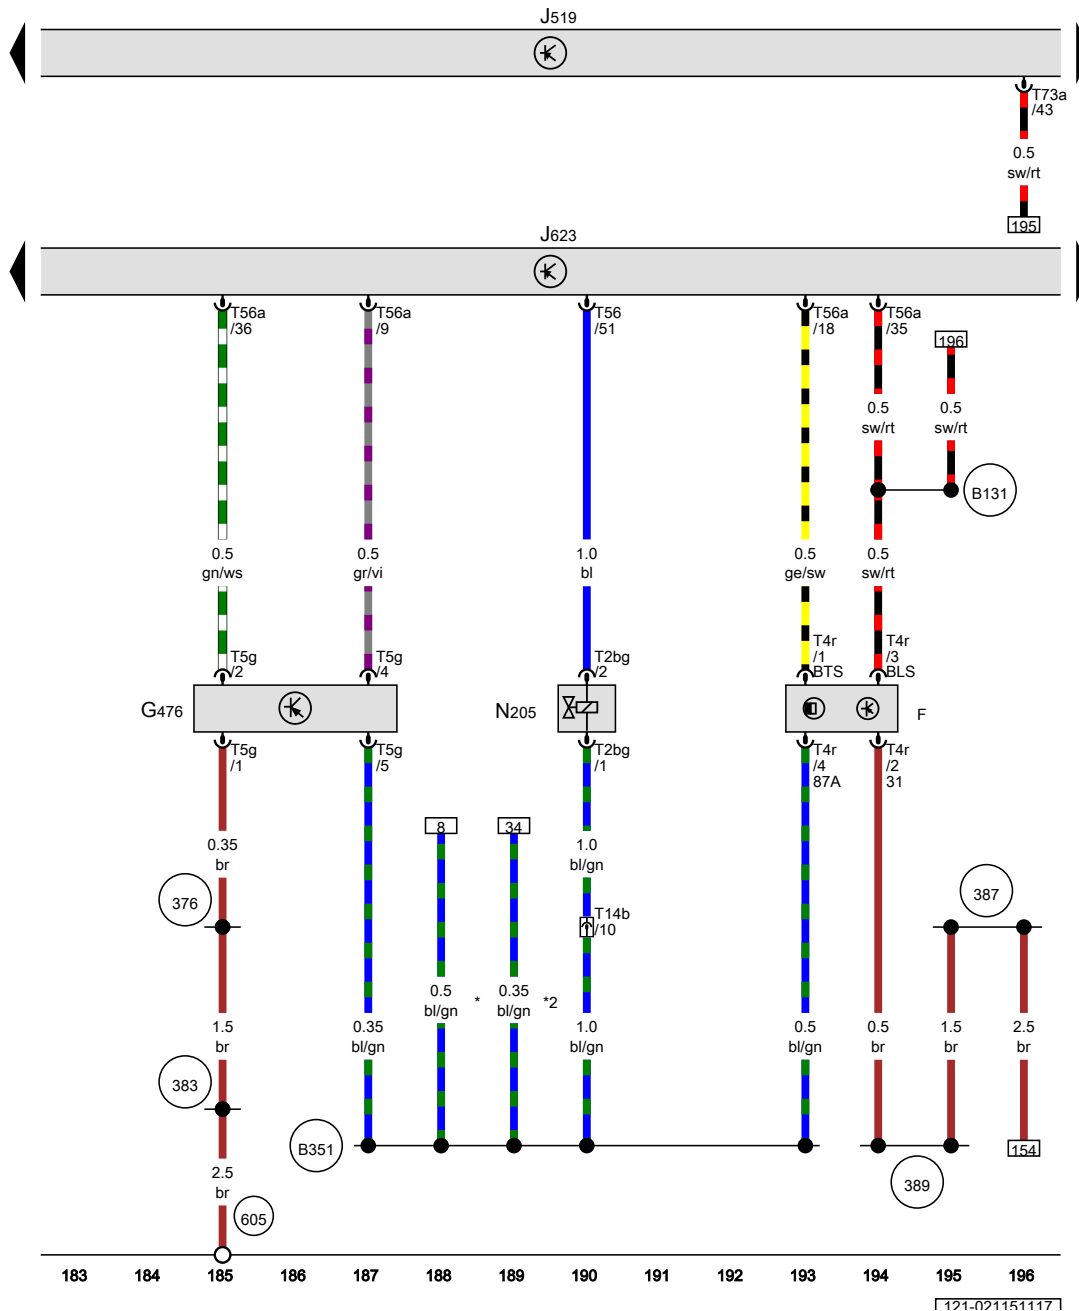 J519
T73a
/43
0.5
sw/rt
195
J623
T56a
/36
T56a
/9
T56
/51
T56a
/18
T56a
/35
196
0.5
sw/rt
0.5
sw/rt
B131
0.5
gn/ws
0.5
gr/vi
1.0
bl
0.5
ge/sw
0.5
sw/rt
T5g
/2
T5g
/4
T2bg
/2
T4r
/1
BTS
T4r
/3
BLS
G476
N205
F
T5g
/1
T5g
/5
T2bg
/1
T4r
/4
87A
T4r
/2
31
8
34
0.35
br
1.0
bl/gn
376
387
T14b
/10
0.5
bl/gn
*
0.35
bl/gn
*2
1.5
br
0.35
bl/gn
1.0
bl/gn
0.5
bl/gn
0.5
br
1.5
br
2.5
br
383
B351
154
2.5
br
389
605
183 184 185 186 187 188 189 190 191 192 193 194 195 196
121-021151117